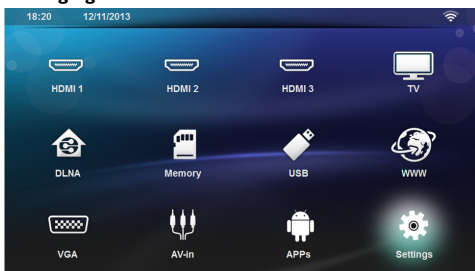 18:20 12/11/2013
HDMI 1 HDMI 2 HDMI 3 TV
DLNA Memory USB WWW
VGA AV-in APPs Settings